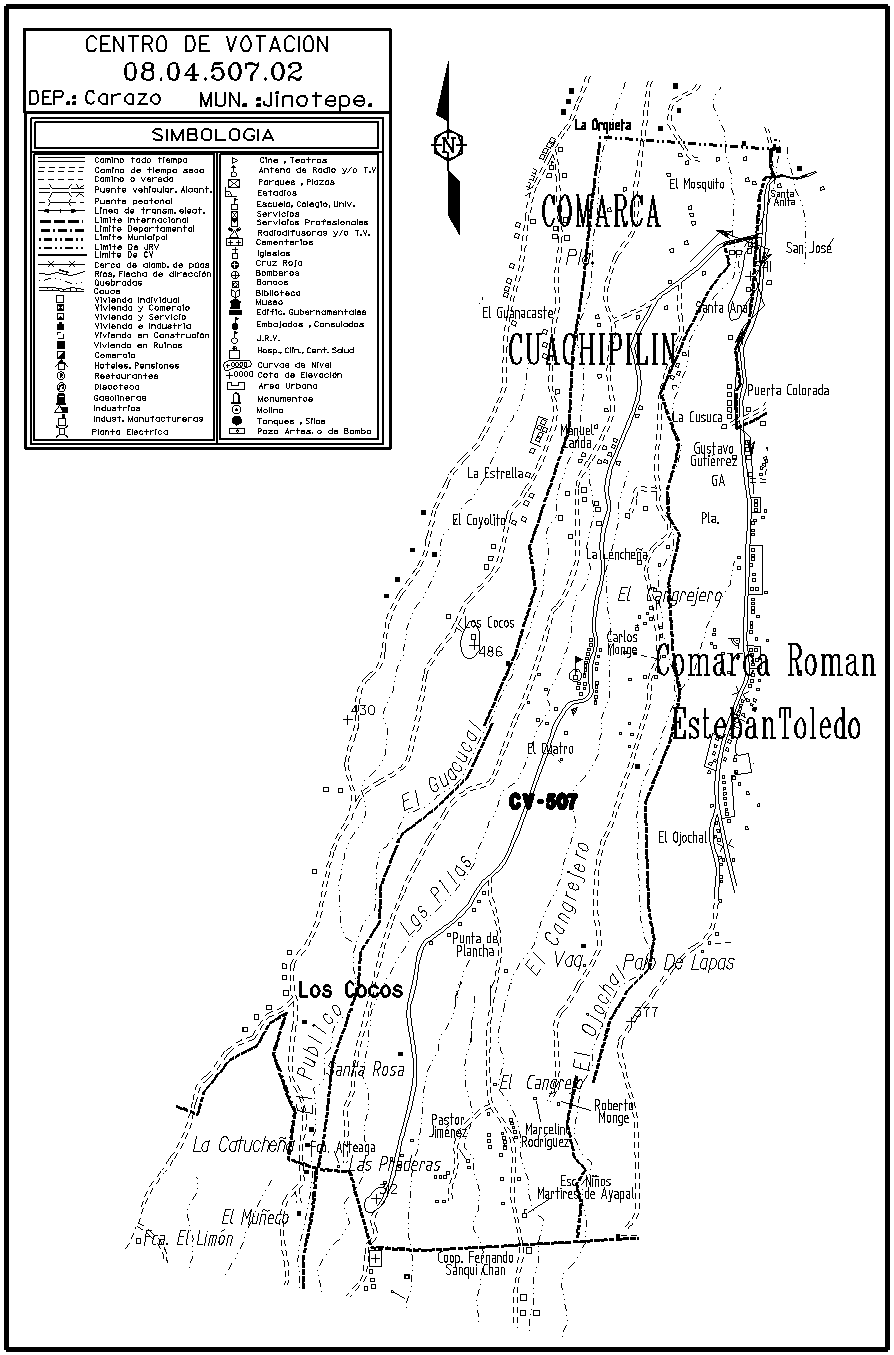 CENTRO DE VOTACION
08.04.507.02
DEP.: Carazo MUN. :Jinotepe.
SIMBOLOGIA
Camino todo tiempo
Camino de tiempo seco
Camino o vereda
Puente vehicular. Alcant.
Puente peatonal
Linea de transm. elect.
Limite Internacional
Limite Departamental
Limite Municipal
Limite De JRV
Limite De CV
Cerca de alamb. de púas
Ríos, Flecha de dirección
Quebradas
Cauce
Vivienda Individual
Vivienda y Comercio
Vivienda y Servicio
Vivienda e Industria
Vivienda en Construción
Vivienda en Ruinas
Comercio
Hoteles. Pensiones
Restaurantes
Discoteca
Gasolineras
Industrias
Indust. Manufactureras
Planta Electrica
Cine , Teatros
Antena de Radio y/o T.V
Parques , Plazas
Estadios
Escuela, Colegio, Univ.
Servicios
Servicios Profesionales
Radiodifusoras y/o T.V.
Cementerios
Iglesias
Cruz Roja
Bomberos
Bancos
Biblioteca
Museo
Edific. Gubernamentales
Embajadas , Consulados
J.R.V.
Hosp., Clin., Cent. Salud
+0000 Curvas de Nivel
+0000 Cota de Elevación
Area Urbana
Monumentos
Molino
Tanques , Silos
Pozo Artes. o de Bombo
N
La Orqueta
El Mosquito
Santa
Anita
COMARCA
San José
Pla.
Santa Ana
El Guanacaste
CUACHIPILIN
Puerta Colorada
La Cusuca
Manuel
Landa
Gustavo
Gutierrez
GA
La Estrella
Pla.
El Coyolito
La Lencheña
El Cangrejero
Los Cocos
486
Carlos
Monge
Comarca Roman
EstebanToledo
430
El Cuatro
El Guacucal
CV-507
El Ojochal
Las Pilas
El Cangrejero
Punta de
Plancha
Vaq.
Palo De Lapas
Los Cocos
El Ojochal
377
El Publico
Santa Rosa
El Cangrejo
Roberto
Monge
Pastor
Jiménez
Marcelino
Rodriguez
La Catucheña
Fca. Arteaga
Las Praderas
Esc. Niños
Martires de Ayapal
El Muñeco
Fca. El Limón
Coop. Fernando
Sanqui Chan